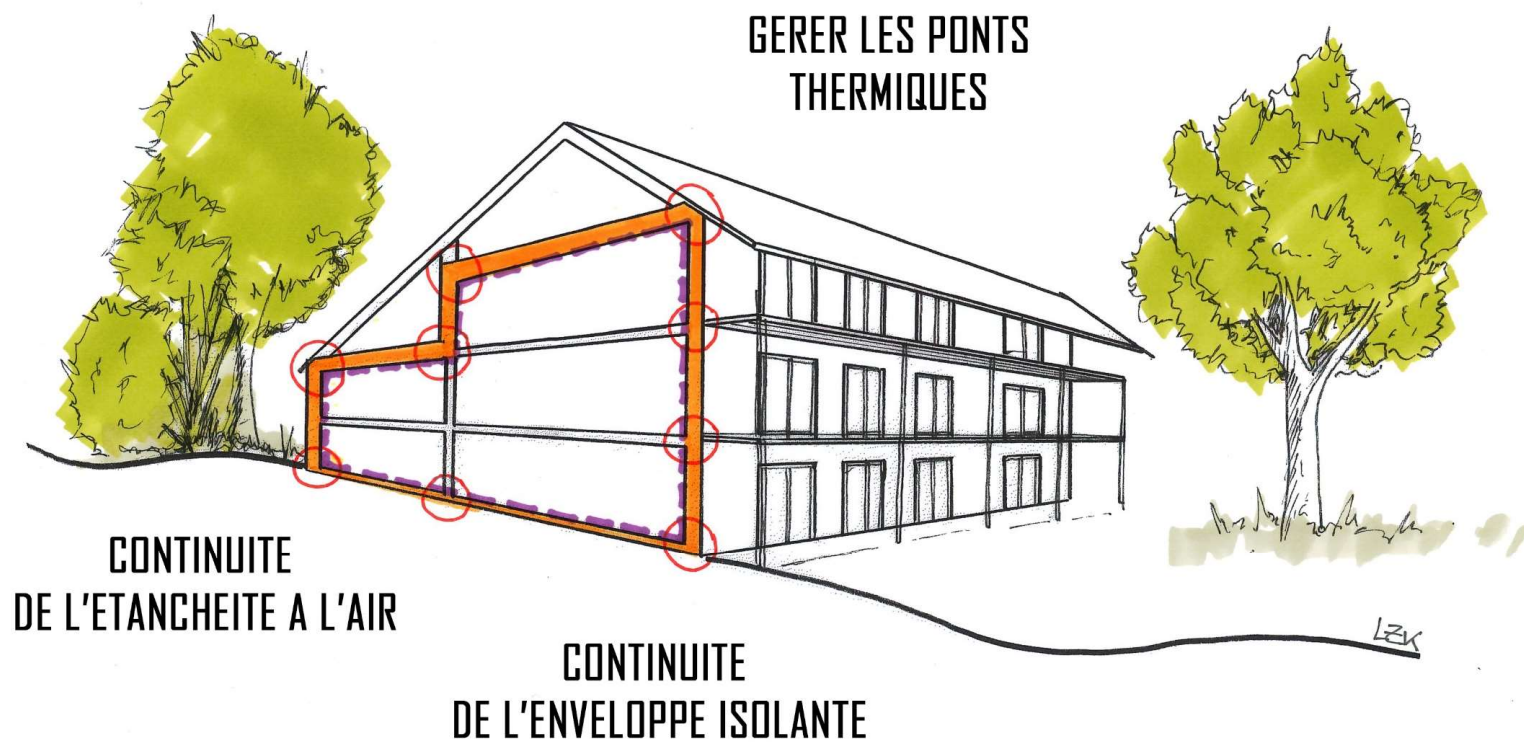 GERER LES PONTS
THERMIQUES
CONTINUITE
DE L'ETANCHEITE A L'AIR
CONTINUITE
DE L'ENVELOPPE ISOLANTE
LZK